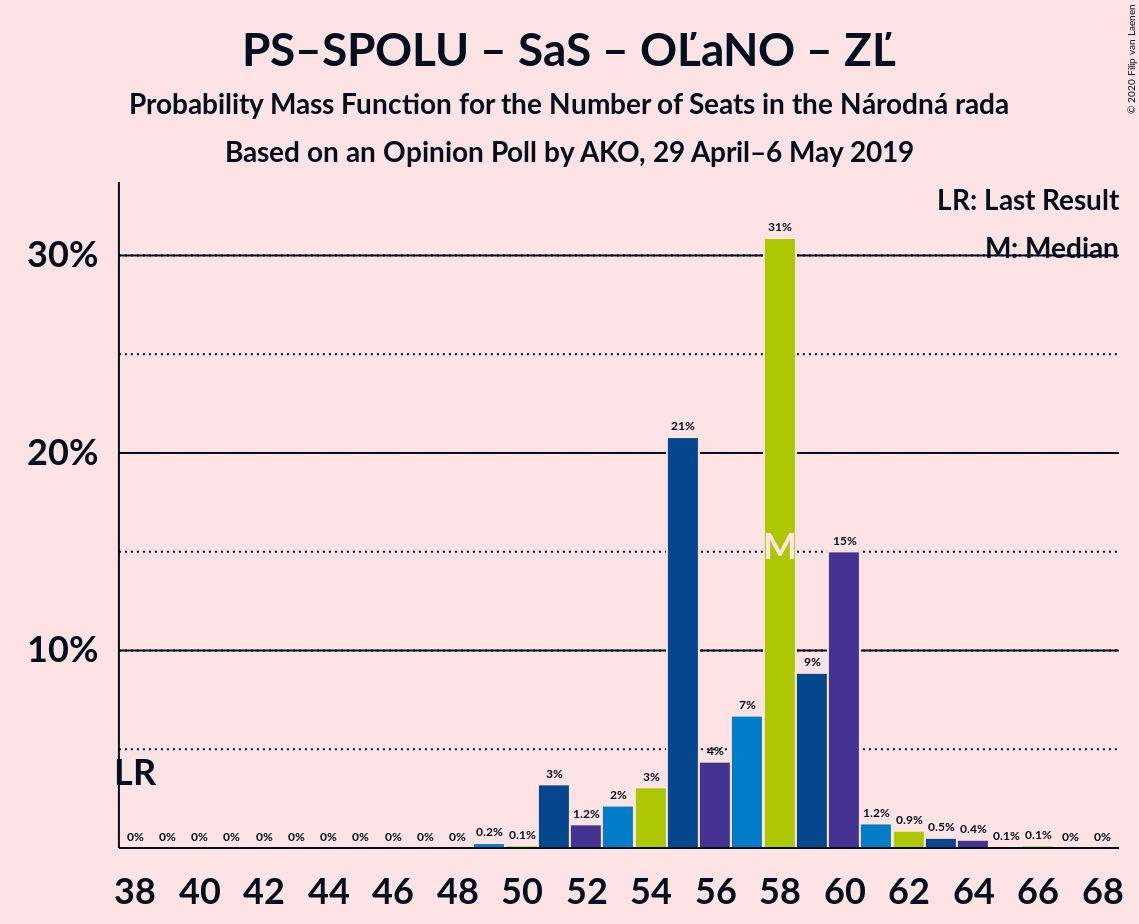 PS–SPOLU – SaS – OĽaNO – ZĽ
Probability Mass Function for the Number of Seats in the Národná rada
Based on an Opinion Poll by AKO, 29 April–6 May 2019
© 2020 Filip van Laenen
LR: Last Result
M: Median
30%
20%
10%
31%
21%
M
15%
9%
7%
4%
LR
3%
3%
2%
1.2%
1.2%
0.9%
0% 0% 0% 0% 0% 0% 0% 0% 0% 0% 0% 0.2% 0.1% 0.5% 0.4% 0.1% 0.1% 0% 0%
38 40 42 44 46 48 50 52 54 56 58 60 62 64 66 68